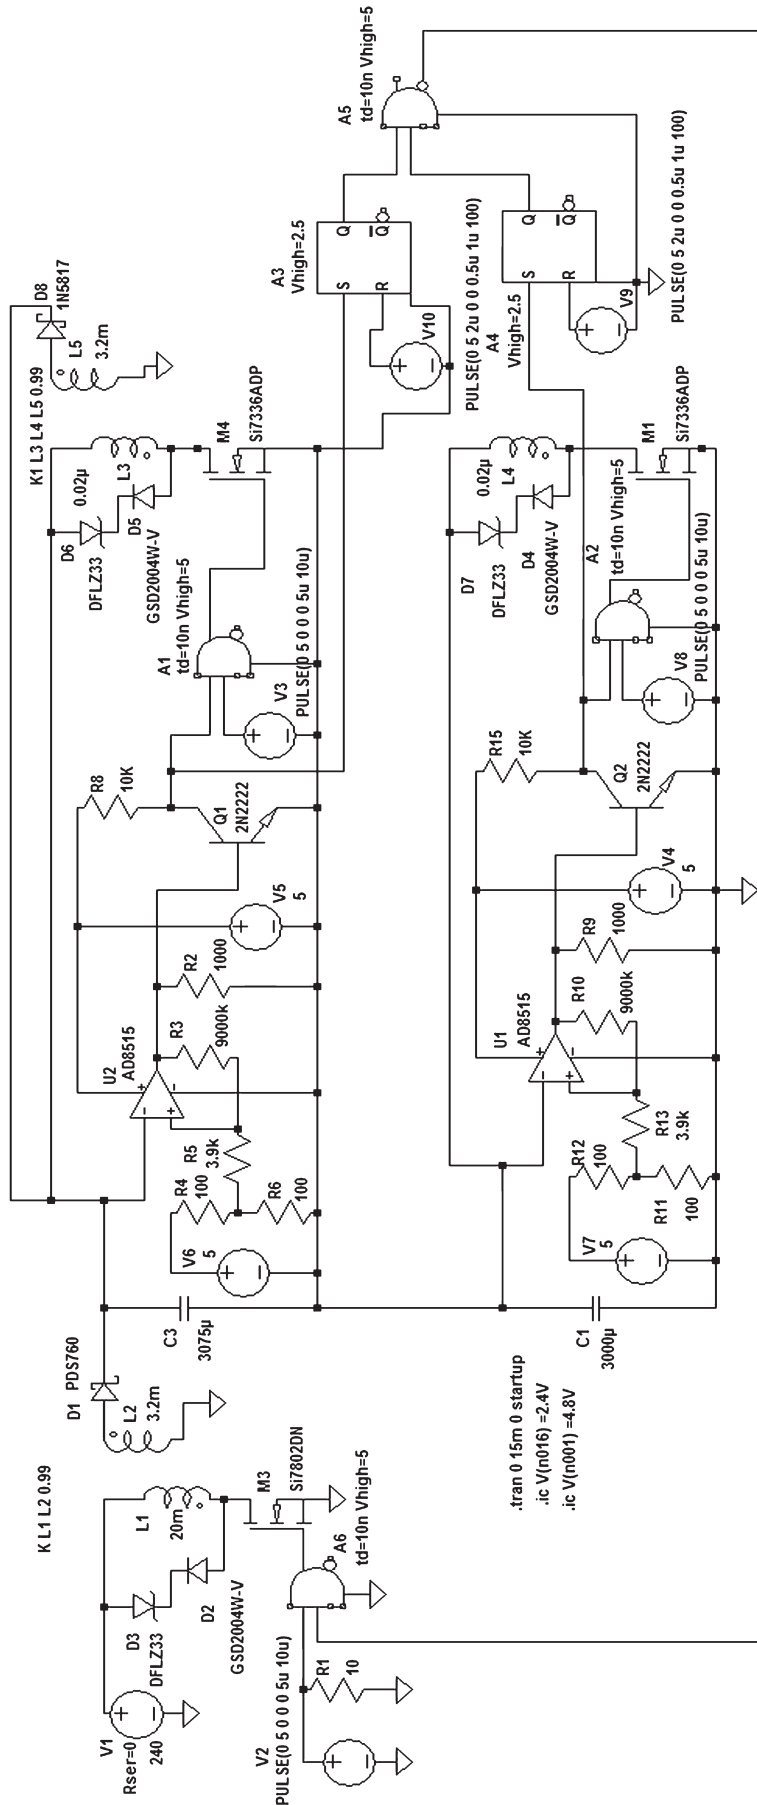 K L1 L2 0.99
V1
Rser=0
240
D3
DFLZ33
D2
GSD2004W-V
L1
20m
V2
PULSE(0 5 0 0 0 5u 10u)
R1
10
M3
Si7802DN
A6
td=10n Vhigh=5
D1
PDS760
L2
3.2m
C3
3075µ
.tran 0 15m 0 startup
.ic V(n016) =2.4V
.ic V(n001) =4.8V
C1
3000µ
V6
5
R4
100
R6
100
R5
3.9k
U2
AD8515
R3
9000k
R2
1000
V5
5
R8
10K
Q1
2N2222
A1
td=10n Vhigh=5
V3
PULSE(0 5 0 0 0 5u 10u)
D6
DFLZ33
D5
GSD2004W-V
0.02µ
L3
K1 L3 L4 L5 0.99
M4
Si7336ADP
L5
3.2m
D8
1N5817
A3
Vhigh=2.5
S
R
Q
Q
V10
PULSE(0 5 2u 0 0 0.5u 1u 100)
A5
td=10n Vhigh=5
V7
5
R12
100
R11
100
R13
3.9k
U1
AD8515
R10
9000k
R9
1000
V4
5
R15
10K
Q2
2N2222
A2
td=10n Vhigh=5
V8
PULSE(0 5 0 0 0 5u 10u)
D7
DFLZ33
D4
GSD2004W-V
0.02µ
L4
M1
Si7336ADP
A4
Vhigh=2.5
S
R
Q
Q
V9
PULSE(0 5 2u 0 0 0.5u 1u 100)